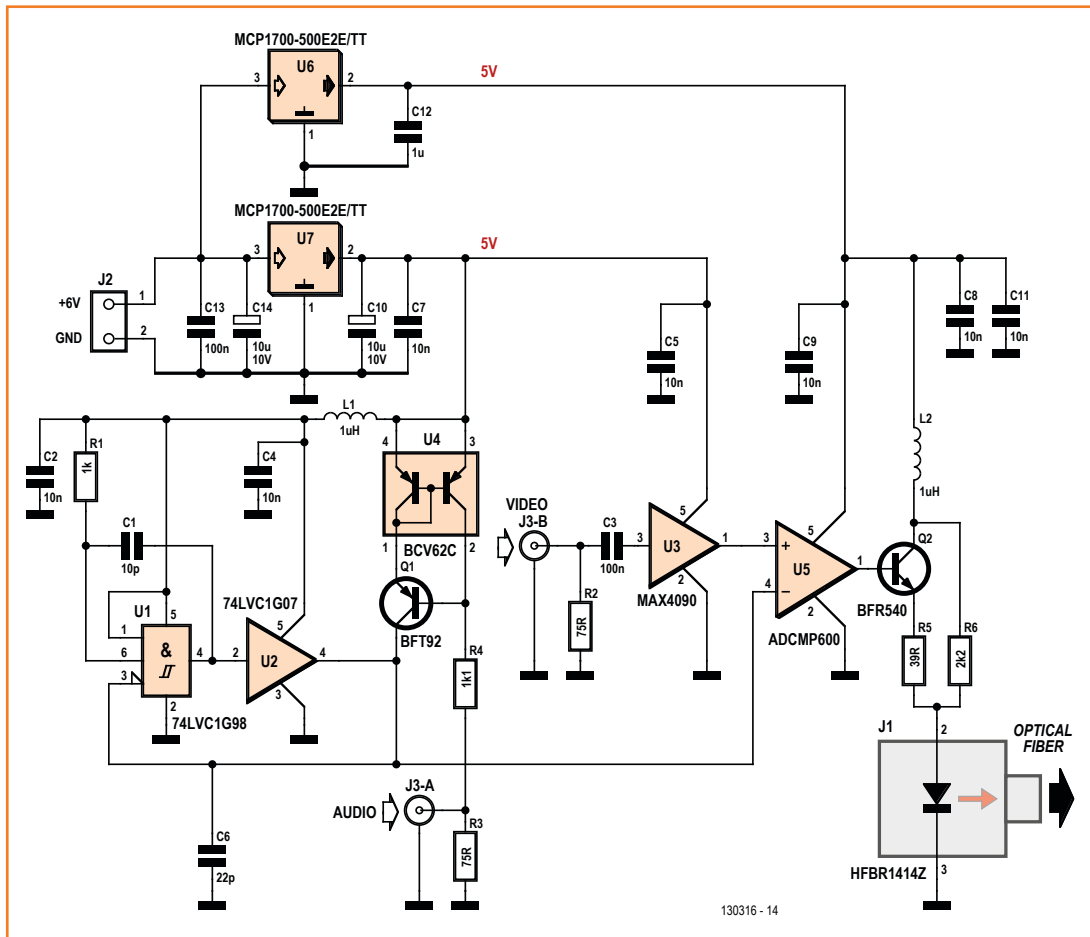 MCP1700-500E2E/TT
U6
3
2
1
5V
C12
1u
MCP1700-500E2E/TT
U7
3
2
1
5V
J2
+6V
1
GND
2
C13
100n
C14
10u
10V
C10
10u
10V
C7
10n
C5
10n
C9
10n
C8
10n
C11
10n
L1
1uH
L2
1uH
C2
10n
R1
1k
C4
10n
C1
10p
U4
4
3
BCV62C
1
2
Q1
BFT92
VIDEO
J3-B
C3
100n
R2
75R
3
U3
5
1
2
MAX4090
3
+
4
−
U5
5
1
2
ADCMP600
Q2
BFR540
R5
39R
R6
2k2
U1
1
6
3
5
4
2
&
74LVC1G98
74LVC1G07
2
U2
5
4
3
R4
1k1
AUDIO
J3-A
R3
75R
C6
22p
J1
2
OPTICAL
FIBER
3
HFBR1414Z
130316 - 14